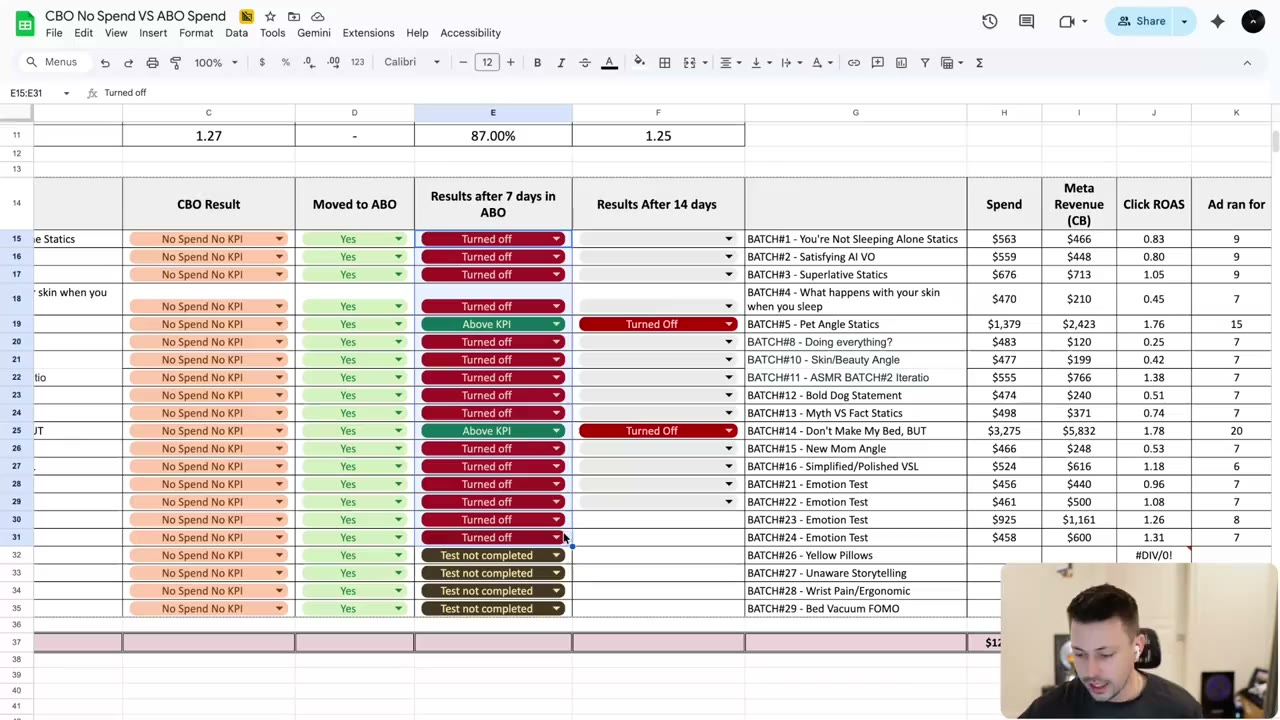 CBO No Spend VS ABO Spend
File Edit View Insert Format Data Tools Gemini Extensions Help Accessibility
Share
Menus 100% $ % .0 .00 123 Calibri 12 B I S A Σ
E15:E31 fx Turned off
C D E F G H I J K
11 1.27 - 87.00% 1.25
12
13
14 CBO Result Moved to ABO Results after 7 days in ABO Results After 14 days Spend Meta Revenue (CB) Click ROAS Ad ran for
15 ne Statics No Spend No KPI Yes Turned off BATCH#1 - You're Not Sleeping Alone Statics $563 $466 0.83 9
16 No Spend No KPI Yes Turned off BATCH#2 - Satisfying AI VO $559 $448 0.80 9
17 No Spend No KPI Yes Turned off BATCH#3 - Superlative Statics $676 $713 1.05 9
18 r skin when you No Spend No KPI Yes Turned off BATCH#4 - What happens with your skin when you sleep $470 $210 0.45 7
19 No Spend No KPI Yes Above KPI Turned Off BATCH#5 - Pet Angle Statics $1,379 $2,423 1.76 15
20 No Spend No KPI Yes Turned off BATCH#8 - Doing everything? $483 $120 0.25 7
21 No Spend No KPI Yes Turned off BATCH#10 - Skin/Beauty Angle $477 $199 0.42 7
22 atio No Spend No KPI Yes Turned off BATCH#11 - ASMR BATCH#2 Iteratio $555 $766 1.38 7
23 No Spend No KPI Yes Turned off BATCH#12 - Bold Dog Statement $474 $240 0.51 7
24 No Spend No KPI Yes Turned off BATCH#13 - Myth VS Fact Statics $498 $371 0.74 7
25 UT No Spend No KPI Yes Above KPI Turned Off BATCH#14 - Don't Make My Bed, BUT $3,275 $5,832 1.78 20
26 No Spend No KPI Yes Turned off BATCH#15 - New Mom Angle $466 $248 0.53 7
27 No Spend No KPI Yes Turned off BATCH#16 - Simplified/Polished VSL $524 $616 1.18 6
28 No Spend No KPI Yes Turned off BATCH#21 - Emotion Test $456 $440 0.96 7
29 No Spend No KPI Yes Turned off BATCH#22 - Emotion Test $461 $500 1.08 7
30 No Spend No KPI Yes Turned off BATCH#23 - Emotion Test $925 $1,161 1.26 8
31 No Spend No KPI Yes Turned off BATCH#24 - Emotion Test $458 $600 1.31 7
32 No Spend No KPI Yes Test not completed BATCH#26 - Yellow Pillows #DIV/0!
33 No Spend No KPI Yes Test not completed BATCH#27 - Unaware Storytelling
34 No Spend No KPI Yes Test not completed BATCH#28 - Wrist Pain/Ergonomic
35 No Spend No KPI Yes Test not completed BATCH#29 - Bed Vacuum FOMO
36
37 $12
38
39
40
41